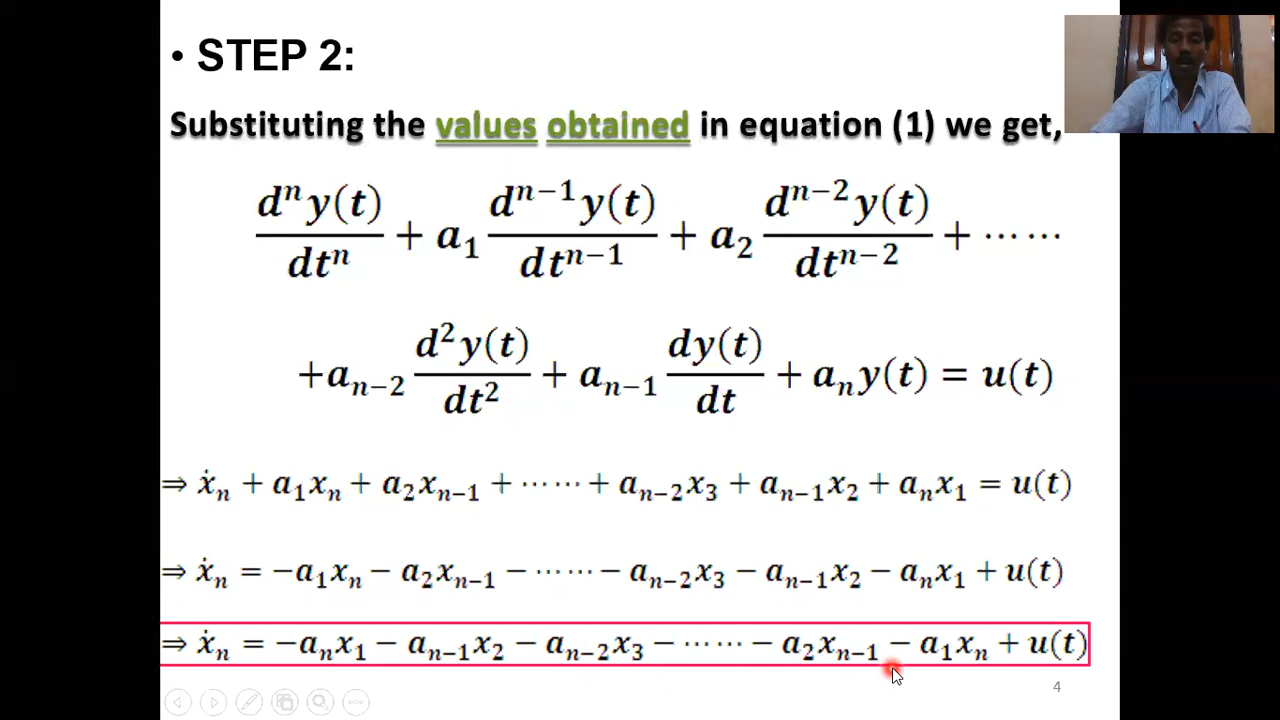 • STEP 2:
Substituting the values obtained in equation (1) we get,
dⁿy(t)/dtⁿ + a₁ dⁿ⁻¹y(t)/dtⁿ⁻¹ + a₂ dⁿ⁻²y(t)/dtⁿ⁻² + ……
+aₙ₋₂ d²y(t)/dt² + aₙ₋₁ dy(t)/dt + aₙy(t) = u(t)
⇒ ẋₙ + a₁xₙ + a₂xₙ₋₁ + …… + aₙ₋₂x₃ + aₙ₋₁x₂ + aₙx₁ = u(t)
⇒ ẋₙ = −a₁xₙ − a₂xₙ₋₁ − …… − aₙ₋₂x₃ − aₙ₋₁x₂ − aₙx₁ + u(t)
⇒ ẋₙ = −aₙx₁ − aₙ₋₁x₂ − aₙ₋₂x₃ − …… − a₂xₙ₋₁ − a₁xₙ + u(t)
4